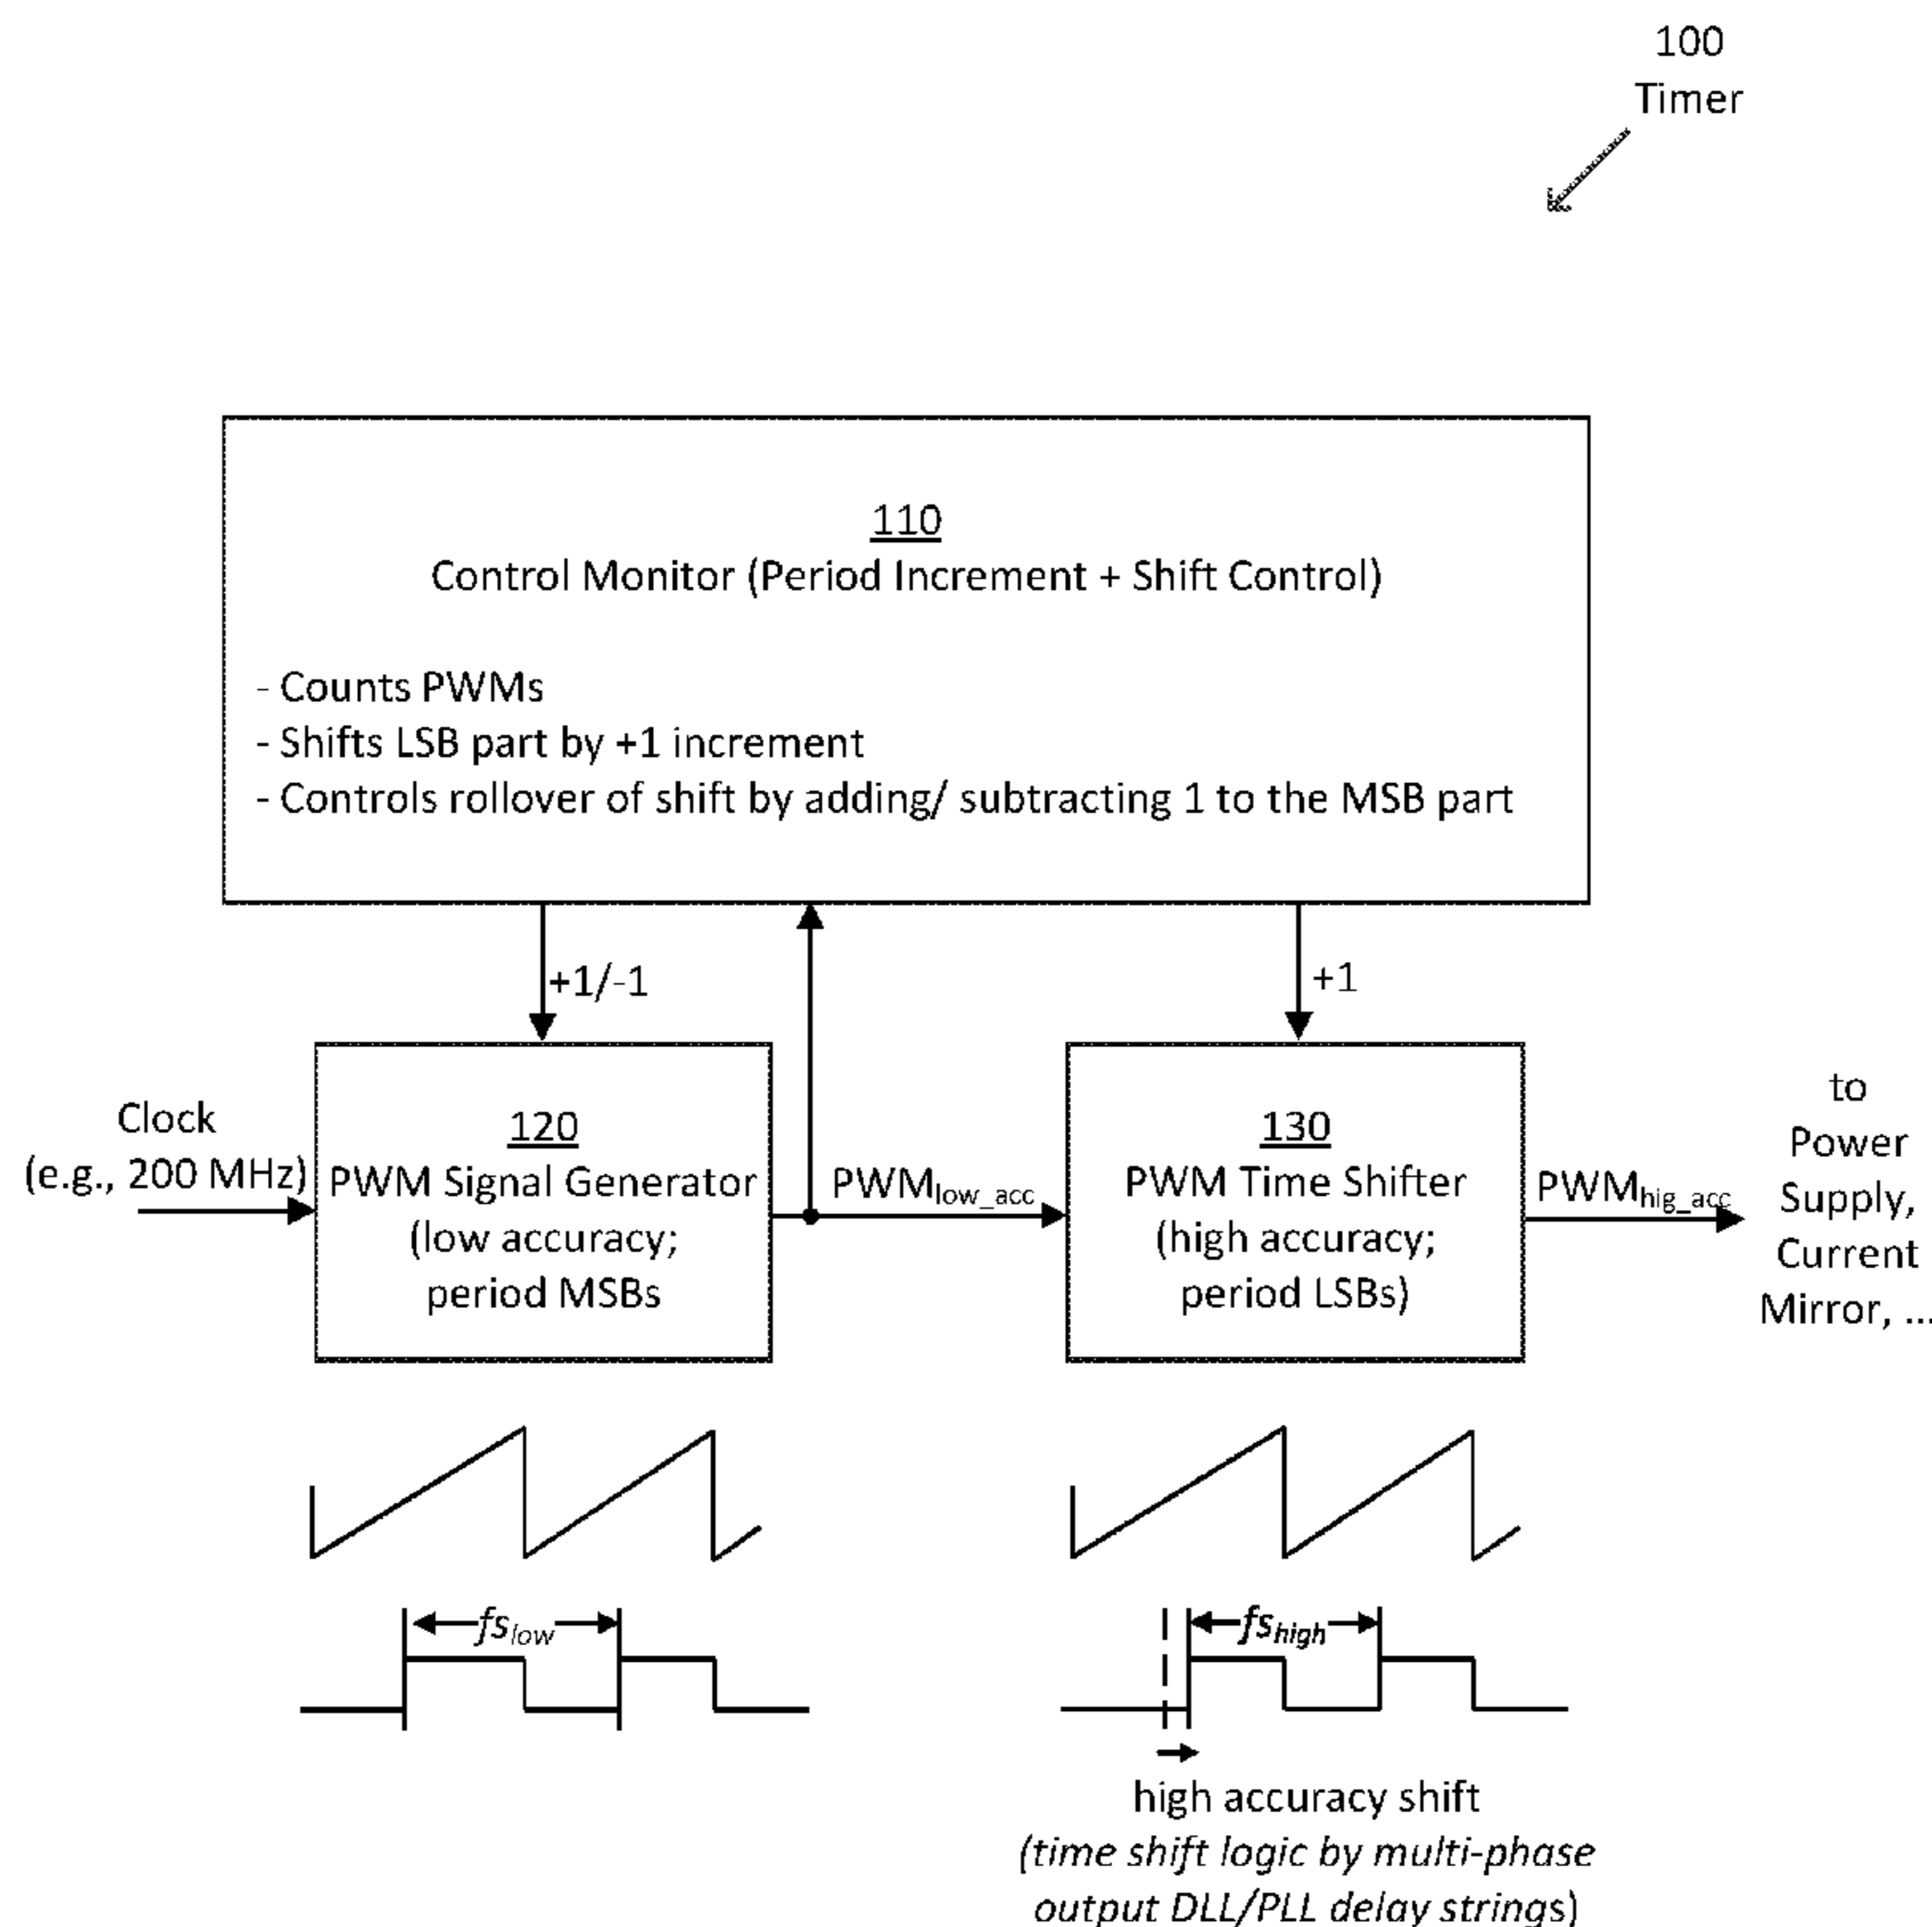 100
Timer
110
Control Monitor (Period Increment + Shift Control)
- Counts PWMs
- Shifts LSB part by +1 increment
- Controls rollover of shift by adding/ subtracting 1 to the MSB part
+1/-1
+1
Clock
(e.g., 200 MHz)
120
PWM Signal Generator
(low accuracy;
period MSBs
PWMlow_acc
130
PWM Time Shifter
(high accuracy;
period LSBs)
PWMhig_acc
to
Power
Supply,
Current
Mirror, ...
fslow
fshigh
high accuracy shift
(time shift logic by multi-phase
output DLL/PLL delay strings)